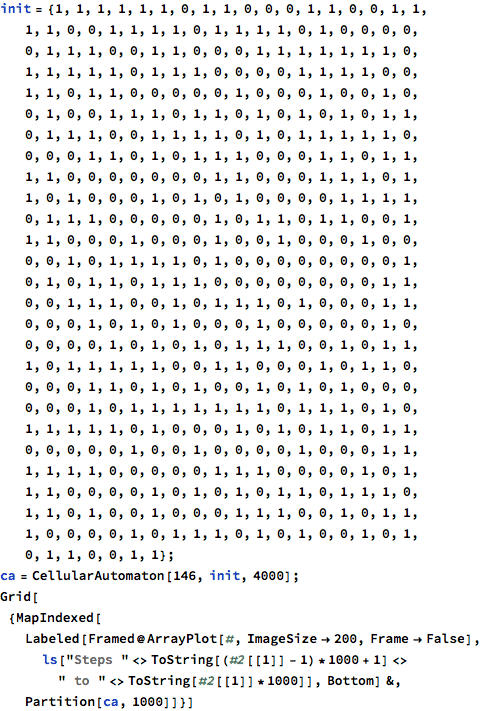 init = {1, 1, 1, 1, 1, 1, 0, 1, 1, 0, 0, 0, 1, 1, 0, 0, 1, 1,
1, 1, 0, 0, 1, 1, 1, 0, 1, 1, 1, 1, 0, 1, 0, 0, 0, 0,
0, 1, 1, 1, 0, 0, 1, 0, 1, 0, 0, 1, 1, 1, 1, 1, 1, 0,
1, 1, 1, 1, 1, 0, 1, 1, 1, 0, 0, 0, 0, 1, 1, 1, 0, 0,
1, 1, 0, 1, 1, 0, 0, 0, 0, 0, 1, 0, 0, 1, 0, 0, 1, 0,
0, 1, 0, 0, 1, 1, 1, 1, 0, 1, 1, 0, 1, 0, 1, 0, 1, 1,
0, 1, 1, 1, 0, 0, 1, 1, 1, 0, 1, 1, 0, 1, 1, 1, 1, 0,
0, 0, 0, 1, 1, 0, 1, 0, 1, 1, 1, 0, 0, 0, 1, 1, 0, 1, 1,
1, 1, 0, 0, 0, 0, 0, 0, 0, 1, 1, 0, 0, 0, 1, 1, 1, 0, 1,
1, 0, 1, 0, 0, 0, 0, 1, 1, 0, 0, 0, 0, 0, 1, 1, 1, 1,
0, 1, 1, 1, 0, 0, 0, 0, 0, 1, 0, 1, 1, 0, 1, 1, 0, 0,
1, 1, 0, 0, 0, 1, 0, 0, 0, 1, 0, 0, 1, 0, 0, 0, 1, 0, 0,
0, 0, 1, 0, 1, 1, 1, 1, 0, 1, 0, 0, 0, 0, 0, 0, 0, 1,
0, 1, 0, 1, 1, 0, 1, 1, 1, 0, 0, 0, 0, 0, 0, 0, 1, 1,
0, 0, 1, 1, 1, 0, 0, 1, 0, 1, 1, 1, 0, 1, 0, 0, 0, 1, 1,
0, 0, 0, 1, 0, 1, 0, 1, 0, 0, 0, 1, 0, 0, 0, 0, 0, 1, 0,
0, 0, 0, 0, 1, 0, 1, 0, 1, 0, 1, 1, 1, 0, 0, 1, 0, 1, 1,
1, 0, 1, 1, 1, 1, 1, 0, 0, 1, 1, 0, 0, 0, 0, 1, 0, 1,
0, 0, 0, 1, 1, 0, 1, 0, 1, 0, 0, 1, 0, 1, 0, 1, 0, 0, 0,
0, 0, 0, 1, 0, 1, 1, 1, 1, 1, 1, 1, 0, 1, 1, 1, 0, 1, 0,
1, 1, 1, 1, 1, 0, 1, 0, 0, 0, 1, 0, 1, 0, 1, 1, 0, 1, 1,
0, 0, 0, 0, 0, 1, 0, 0, 1, 0, 0, 0, 0, 1, 0, 0, 0, 1, 1,
1, 1, 1, 1, 0, 0, 0, 0, 0, 1, 1, 1, 0, 0, 0, 0, 1, 0, 1,
1, 1, 0, 0, 0, 0, 1, 0, 1, 0, 1, 0, 1, 1, 0, 1, 1, 1, 0,
1, 1, 0, 1, 0, 0, 1, 0, 0, 0, 1, 1, 1, 0, 0, 1, 0, 1, 1,
1, 0, 0, 0, 0, 1, 0, 1, 1, 1, 0, 1, 0, 1, 0, 0, 1, 0, 1,
0, 1, 1, 0, 0, 1, 1};
ca = CellularAutomaton[146, init, 4000];
Grid[
{MapIndexed[
Labeled[Framed@ArrayPlot[#, ImageSize → 200, Frame → False],
ls["Steps " <> ToString[(#2[[1]] - 1) * 1000 + 1] <>
" to " <> ToString[#2[[1]] * 1000]], Bottom] &,
Partition[ca, 1000]]}]